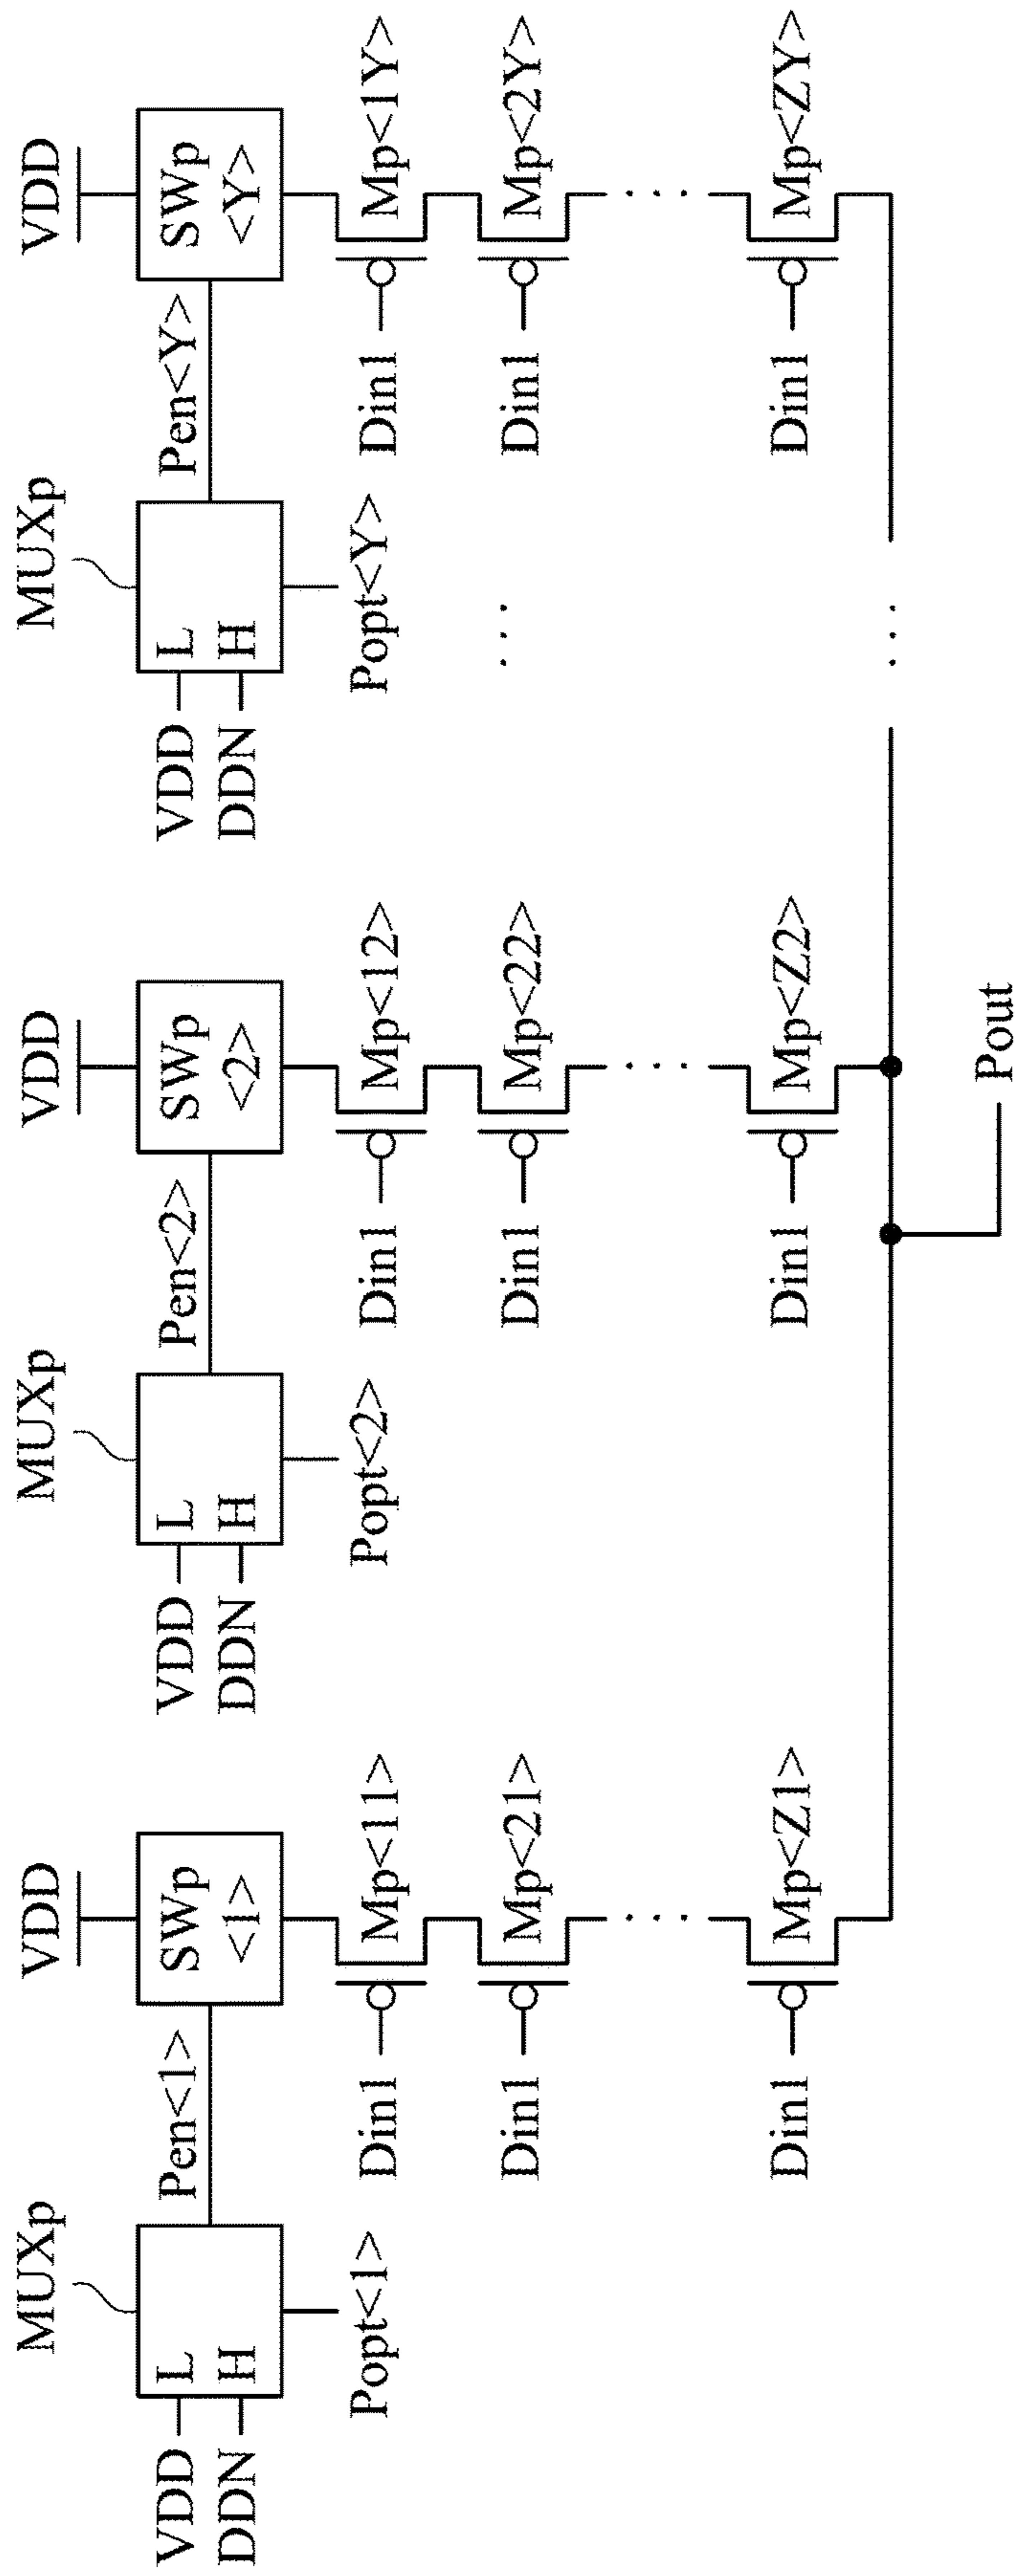 MUXp
VDD
L
H
DDN
Popt<1>
Pen<1>
VDD
SWp
<1>
Din1
Mp<11>
Din1
Mp<21>
Din1
Mp<Z1>
MUXp
VDD
L
H
DDN
Popt<2>
Pen<2>
VDD
SWp
<2>
Din1
Mp<12>
Din1
Mp<22>
Din1
Mp<Z2>
MUXp
VDD
L
H
DDN
Popt<Y>
Pen<Y>
VDD
SWp
<Y>
Din1
Mp<1Y>
Din1
Mp<2Y>
Din1
Mp<ZY>
Pout